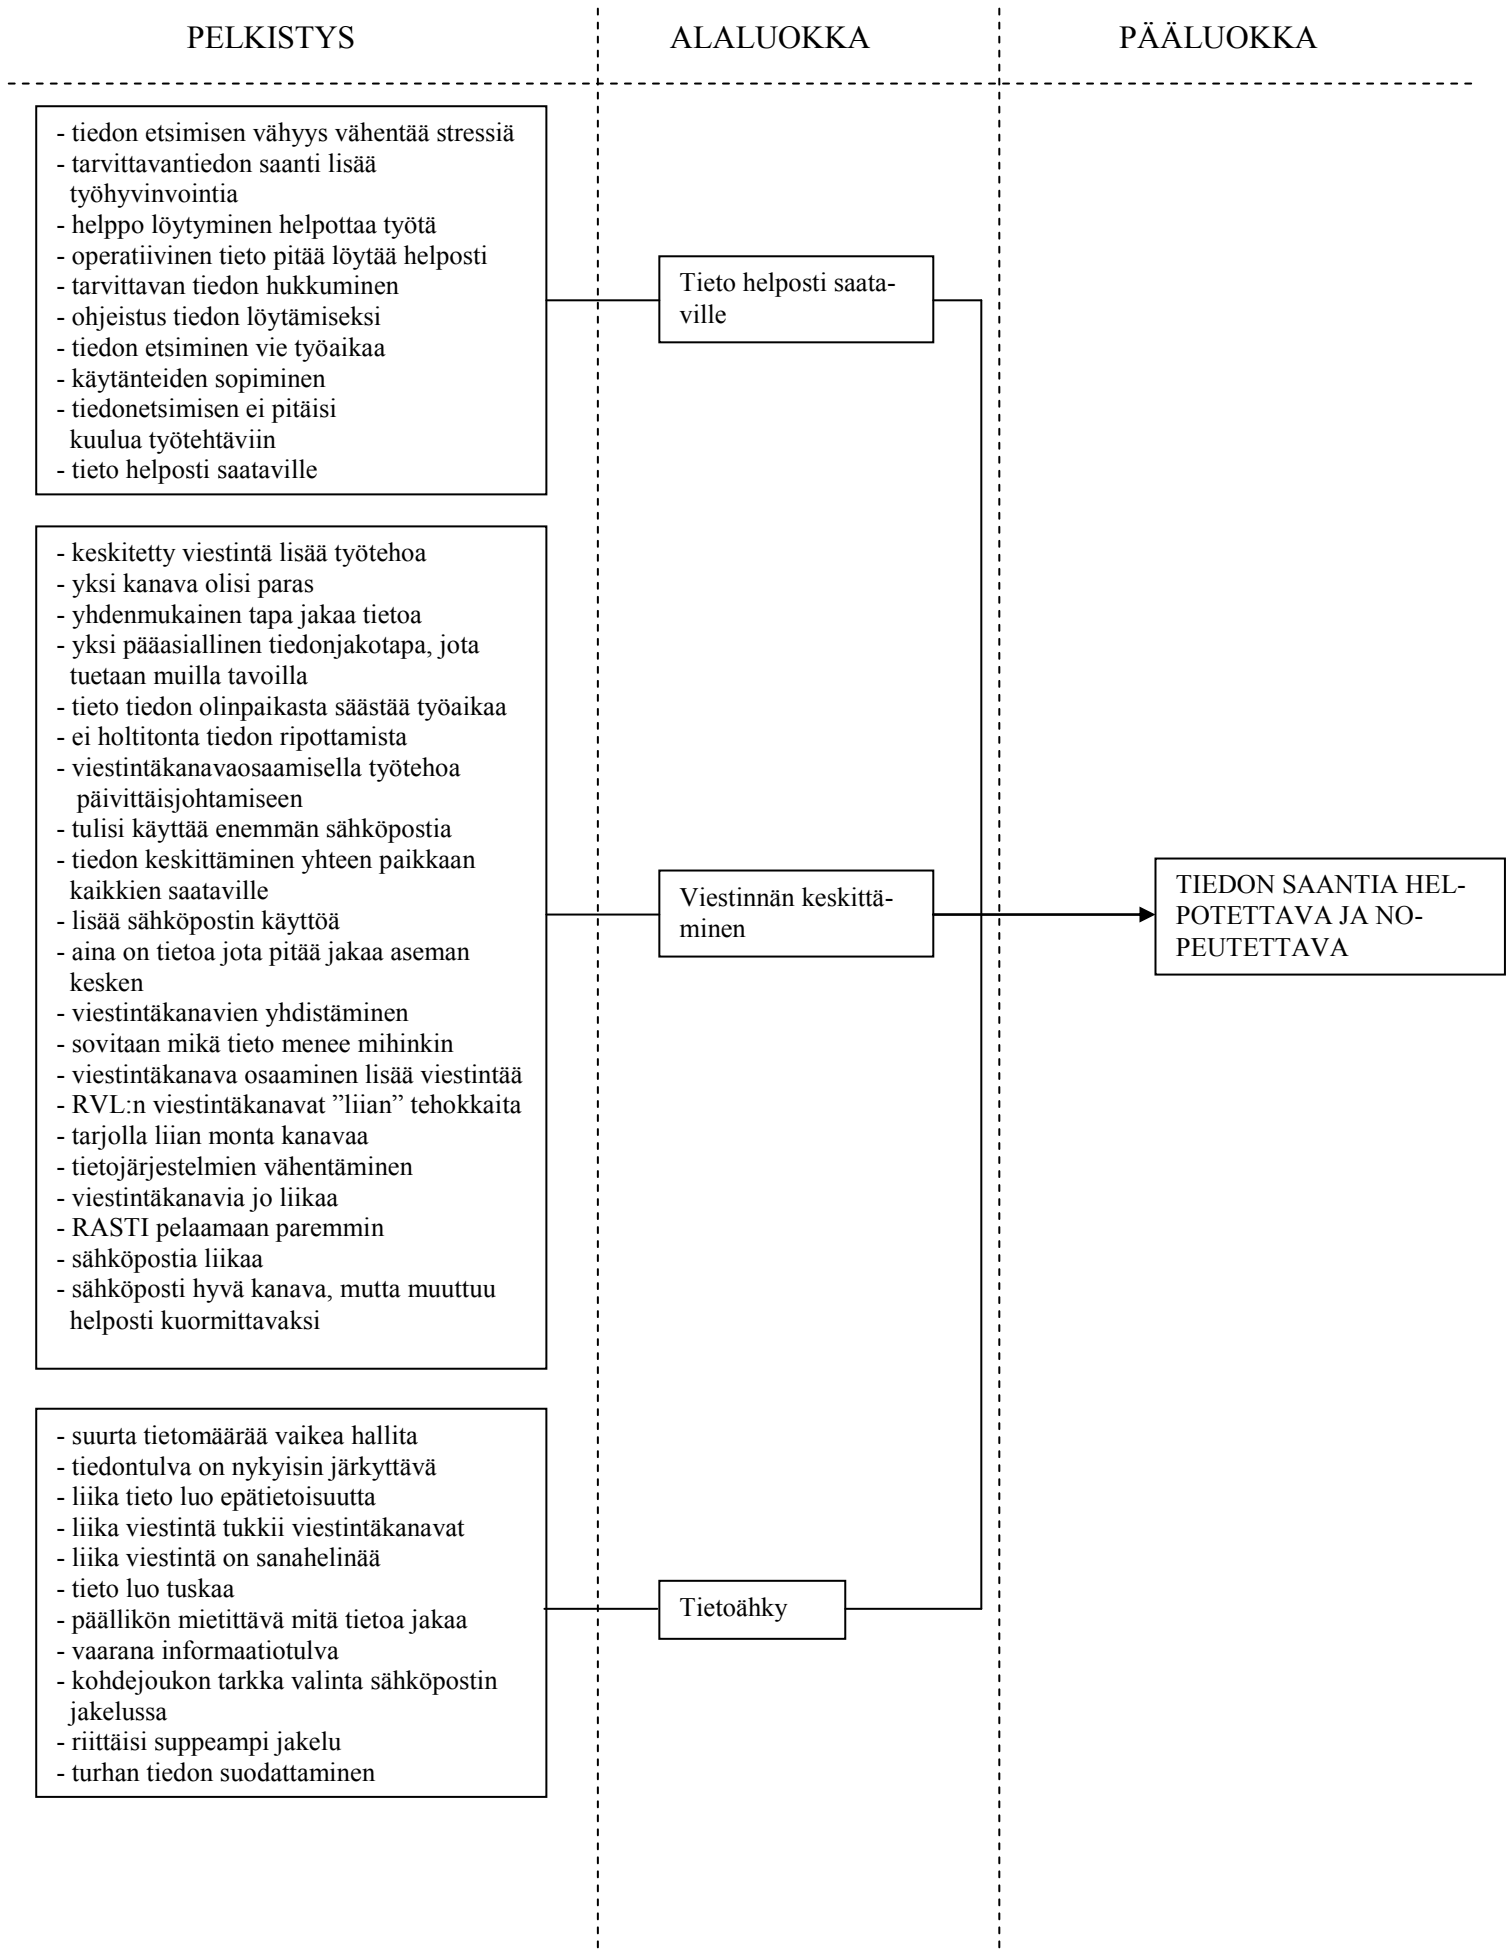 PELKISTYS
ALALUOKKA
PÄÄLUOKKA
- tiedon etsimisen vähyys vähentää stressiä
- tarvittavantiedon saanti lisää
työhyvinvointia
- helppo löytyminen helpottaa työtä
- operatiivinen tieto pitää löytää helposti
- tarvittavan tiedon hukkuminen
- ohjeistus tiedon löytämiseksi
- tiedon etsiminen vie työaikaa
- käytänteiden sopiminen
- tiedonetsimisen ei pitäisi
kuulua työtehtäviin
- tieto helposti saataville
Tieto helposti saata-
ville
- keskitetty viestintä lisää työtehoa
- yksi kanava olisi paras
- yhdenmukainen tapa jakaa tietoa
- yksi pääasiallinen tiedonjakotapa, jota
tuetaan muilla tavoilla
- tieto tiedon olinpaikasta säästää työaikaa
- ei holtitonta tiedon ripottamista
- viestintäkanavaosaamisella työtehoa
päivittäisjohtamiseen
- tulisi käyttää enemmän sähköpostia
- tiedon keskittäminen yhteen paikkaan
kaikkien saataville
- lisää sähköpostin käyttöä
- aina on tietoa jota pitää jakaa aseman
kesken
- viestintäkanavien yhdistäminen
- sovitaan mikä tieto menee mihinkin
- viestintäkanava osaaminen lisää viestintää
- RVL:n viestintäkanavat ”liian” tehokkaita
- tarjolla liian monta kanavaa
- tietojärjestelmien vähentäminen
- viestintäkanavia jo liikaa
- RASTI pelaamaan paremmin
- sähköpostia liikaa
- sähköposti hyvä kanava, mutta muuttuu
helposti kuormittavaksi
Viestinnän keskittä-
minen
TIEDON SAANTIA HEL-
POTETTAVA JA NO-
PEUTETTAVA
- suurta tietomäärää vaikea hallita
- tiedontulva on nykyisin järkyttävä
- liika tieto luo epätietoisuutta
- liika viestintä tukkii viestintäkanavat
- liika viestintä on sanahelinää
- tieto luo tuskaa
- päällikön mietittävä mitä tietoa jakaa
- vaarana informaatiotulva
- kohdejoukon tarkka valinta sähköpostin
jakelussa
- riittäisi suppeampi jakelu
- turhan tiedon suodattaminen
Tietoähky